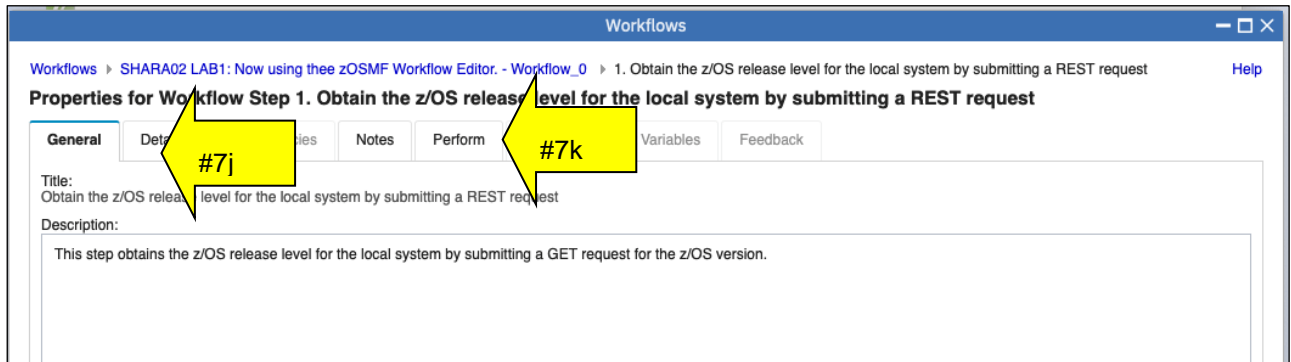 Workflows
Workflows SHARA02 LAB1: Now using thee zOSMF Workflow Editor. - Workflow_0 1. Obtain the z/OS release level for the local system by submitting a REST request Help
Properties for Workflow Step 1. Obtain the z/OS release level for the local system by submitting a REST request
General Deta cies Notes Perform Variables Feedback
#7j #7k
Title:
Obtain the z/OS release level for the local system by submitting a REST request
Description:
This step obtains the z/OS release level for the local system by submitting a GET request for the z/OS version.